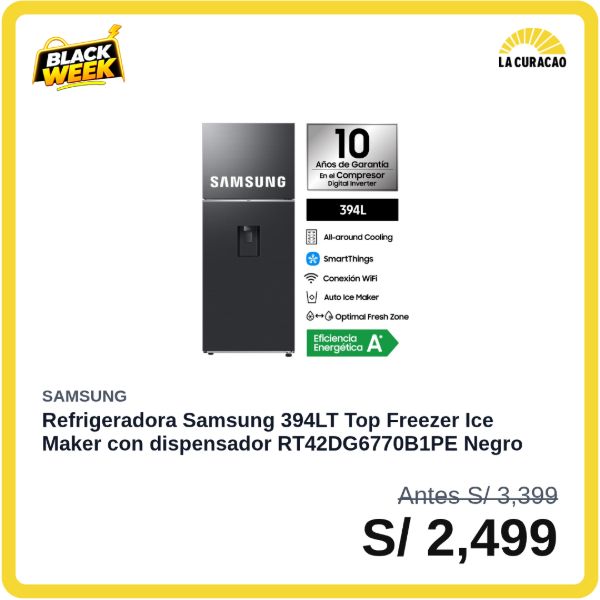 BLACK
WEEK
LA CURACAO
SAMSUNG
10
Años de Garantía
En el Compresor
Digital Inverter
394L
All-around Cooling
SmartThings
Conexión WiFi
Auto Ice Maker
Optimal Fresh Zone
Eficiencia
Energética A*
SAMSUNG
Refrigeradora Samsung 394LT Top Freezer Ice
Maker con dispensador RT42DG6770B1PE Negro
Antes S/ 3,399
S/ 2,499